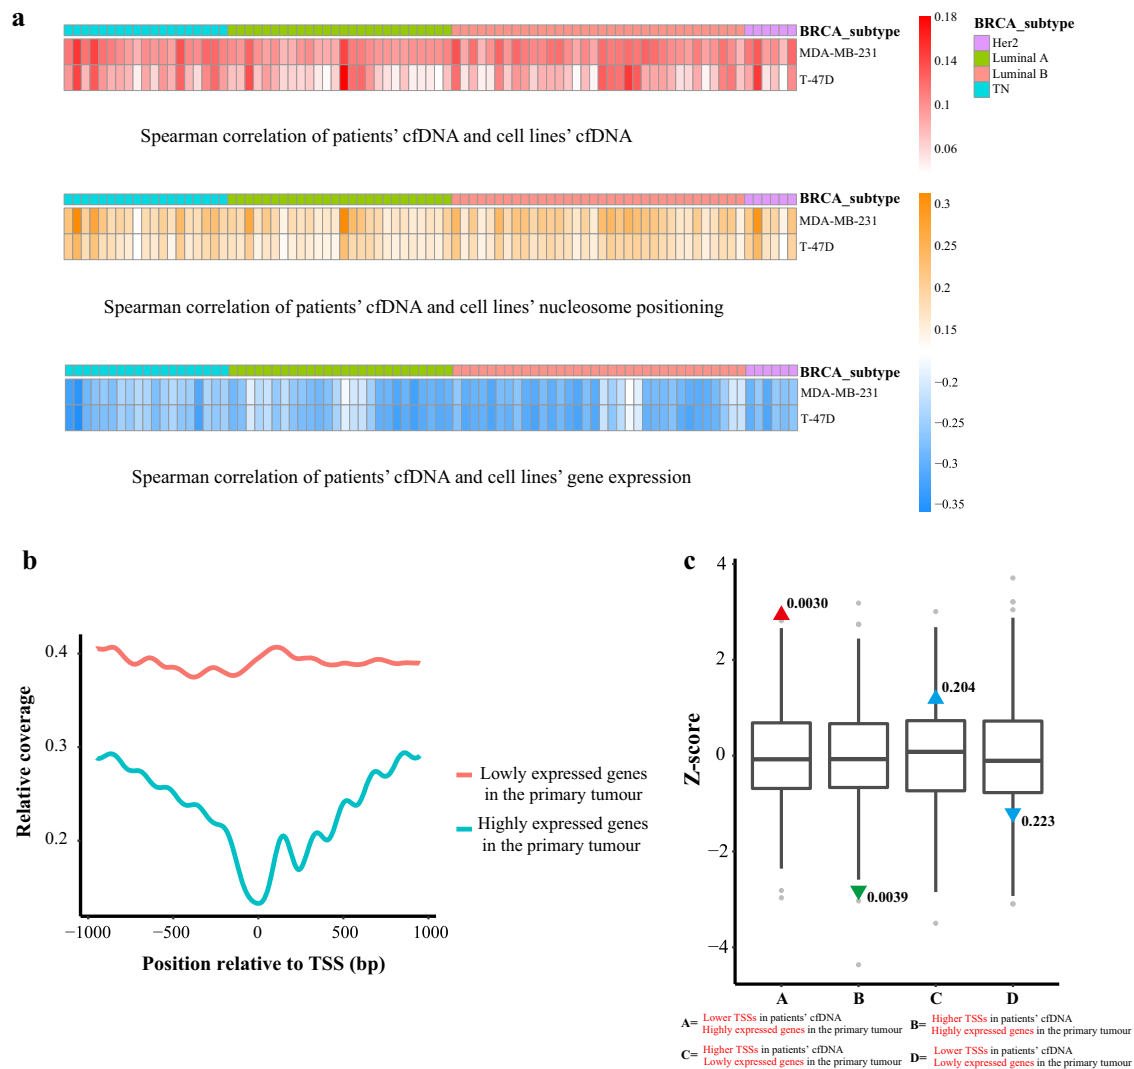 a
BRCA_subtype
MDA-MB-231
T-47D
Spearman correlation of patients’ cfDNA and cell lines’ cfDNA
0.18
0.14
0.1
0.06
BRCA_subtype
Her2
Luminal A
Luminal B
TN
BRCA_subtype
MDA-MB-231
T-47D
Spearman correlation of patients’ cfDNA and cell lines’ nucleosome positioning
0.3
0.25
0.2
0.15
BRCA_subtype
MDA-MB-231
T-47D
Spearman correlation of patients’ cfDNA and cell lines’ gene expression
−0.2
−0.25
−0.3
−0.35
b
Relative coverage
0.4
0.3
0.2
−1000 −500 0 500 1000
Position relative to TSS (bp)
Lowly expressed genes
in the primary tumour
Highly expressed genes
in the primary tumour
c
Z-score
4
2
0
−2
−4
0.0030
0.0039
0.204
0.223
A B C D
A= Lower TSSs in patients’ cfDNA
Highly expressed genes in the primary tumour
B= Higher TSSs in patients’ cfDNA
Highly expressed genes in the primary tumour
C= Higher TSSs in patients’ cfDNA
Lowly expressed genes in the primary tumour
D= Lower TSSs in patients’ cfDNA
Lowly expressed genes in the primary tumour